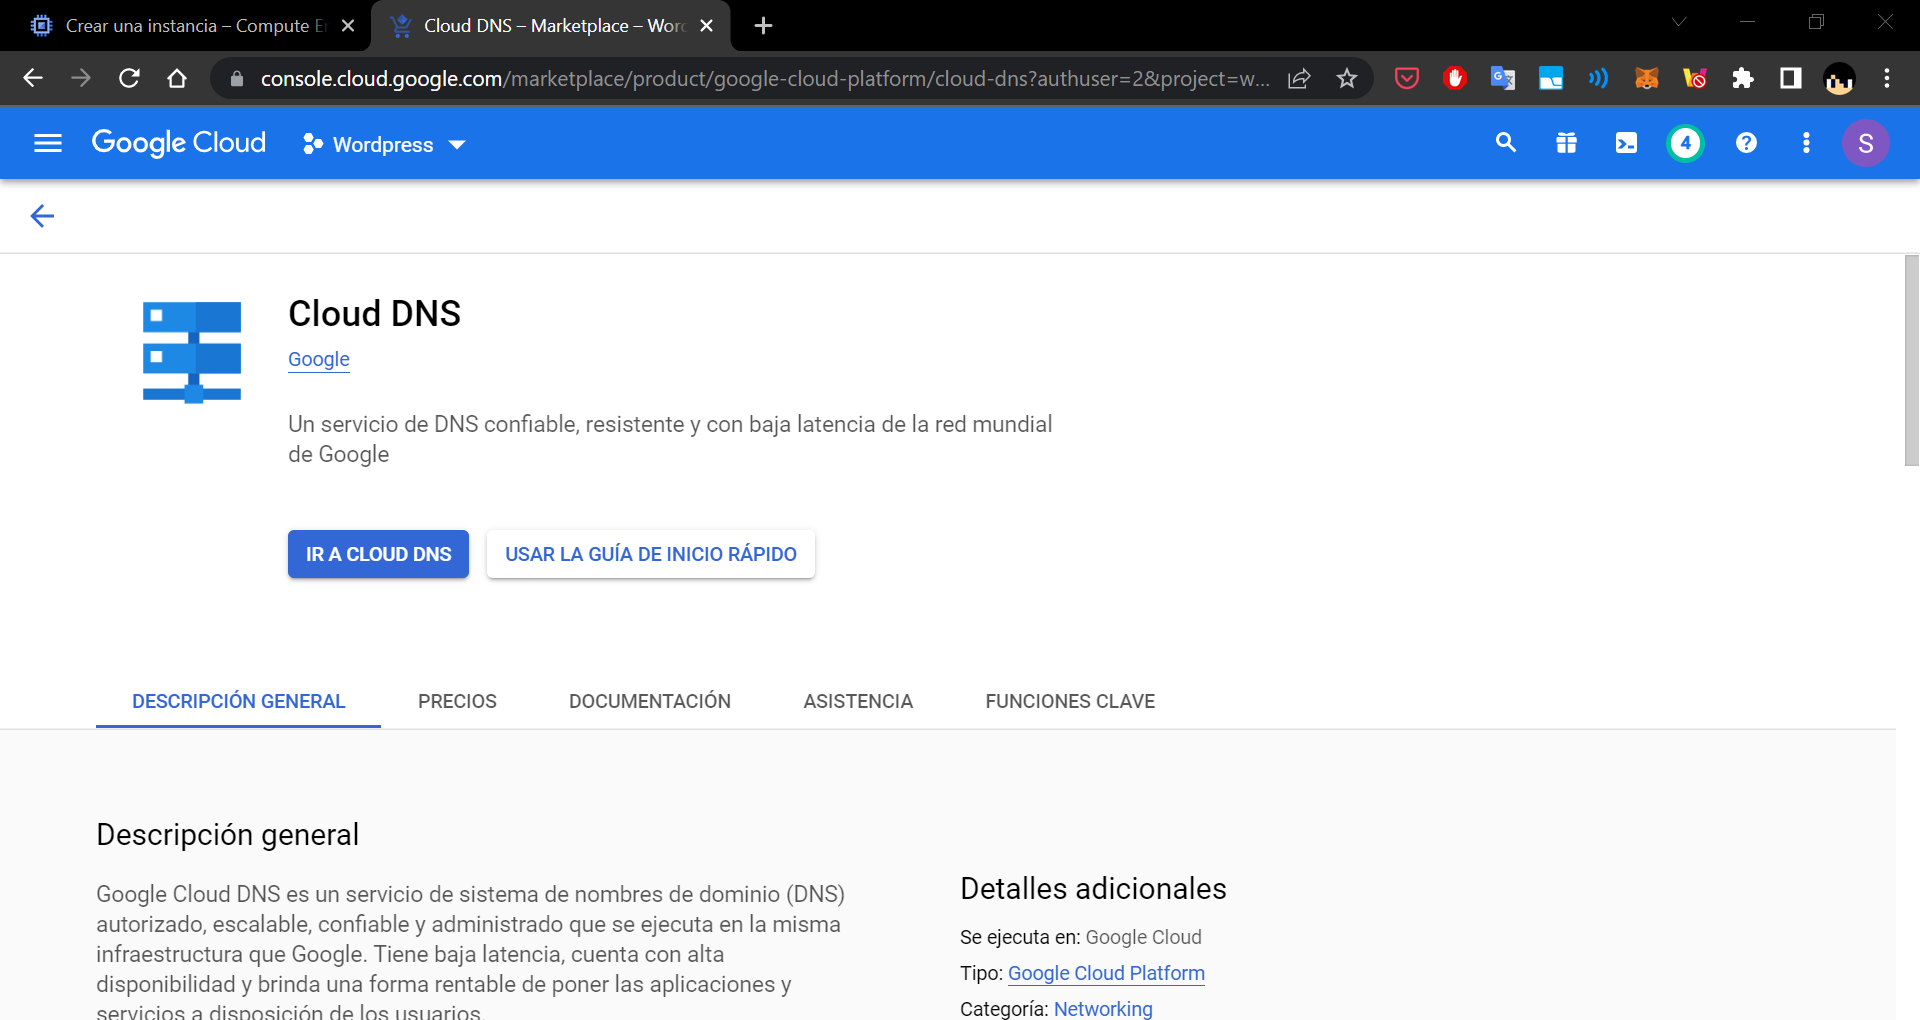 Crear una instancia – Compute
Cloud DNS – Marketplace –
console.cloud.google.com/marketplace/product/google-cloud-platform/cloud-dns?authuser=2&project=w...
Google Cloud
Wordpress
4
?
S
Cloud DNS
Google
Un servicio de DNS confiable, resistente y con baja latencia de la red mundial
de Google
IR A CLOUD DNS
USAR LA GUÍA DE INICIO RÁPIDO
DESCRIPCIÓN GENERAL
PRECIOS
DOCUMENTACIÓN
ASISTENCIA
FUNCIONES CLAVE
Descripción general
Google Cloud DNS es un servicio de sistema de nombres de dominio (DNS)
autorizado, escalable, confiable y administrado que se ejecuta en la misma
infraestructura que Google. Tiene baja latencia, cuenta con alta
disponibilidad y brinda una forma rentable de poner las aplicaciones y
servicios a disposición de los usuarios.
Detalles adicionales
Se ejecuta en: Google Cloud
Tipo: Google Cloud Platform
Categoría: Networking